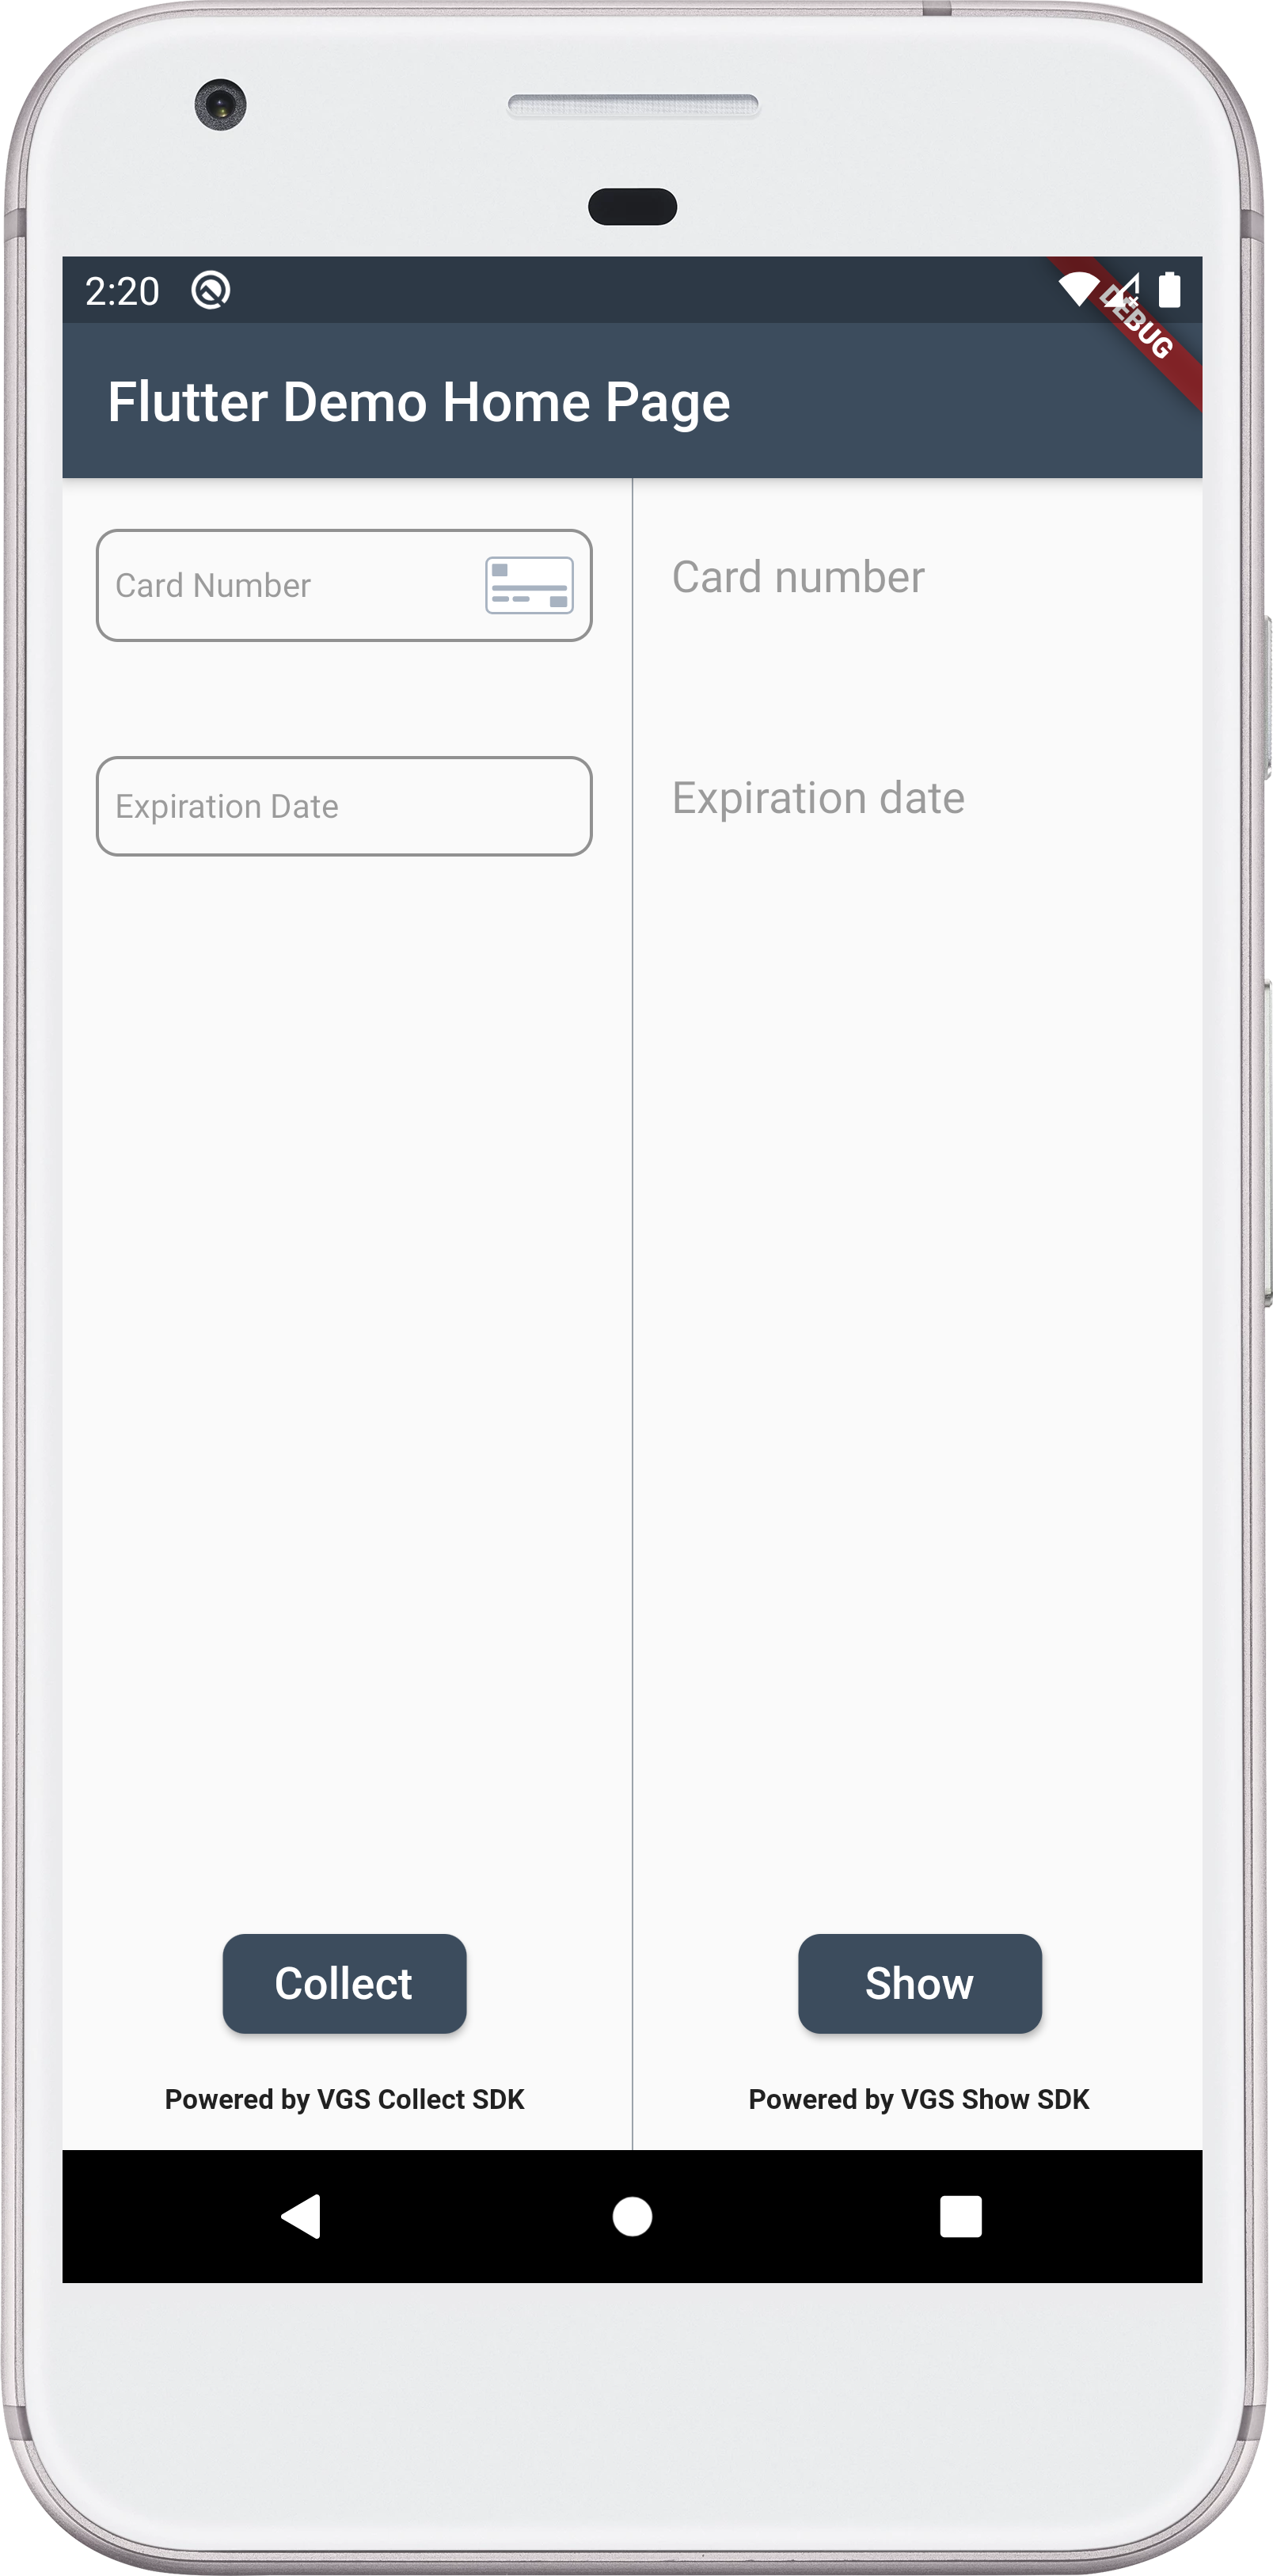 2:20
DEBUG
Flutter Demo Home Page
Card Number
Expiration Date
Card number
Expiration date
Collect
Powered by VGS Collect SDK
Show
Powered by VGS Show SDK